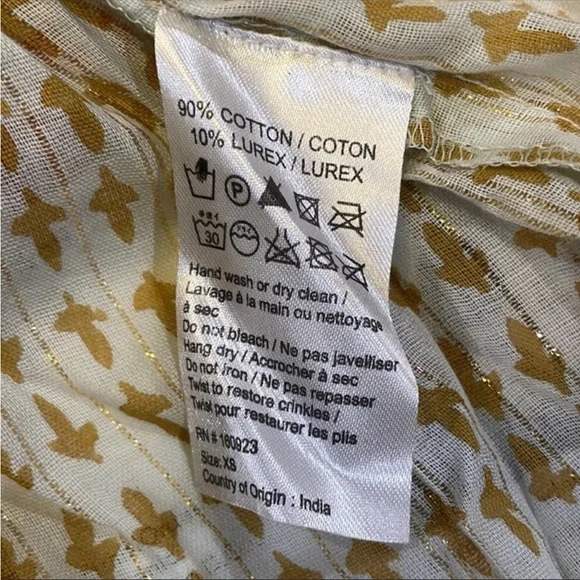 90% COTTON / COTON
10% LUREX / LUREX
P
30
Hand wash or dry clean /
Lavage à la main ou nettoyage
à sec
Do not bleach / Ne pas javelliser
Hang dry / Accrocher à sec
Do not iron / Ne pas repasser
Twist to restore crinkles /
Twist pour restaurer les plis
RN # 160923
Size: XS
Country of Origin : India